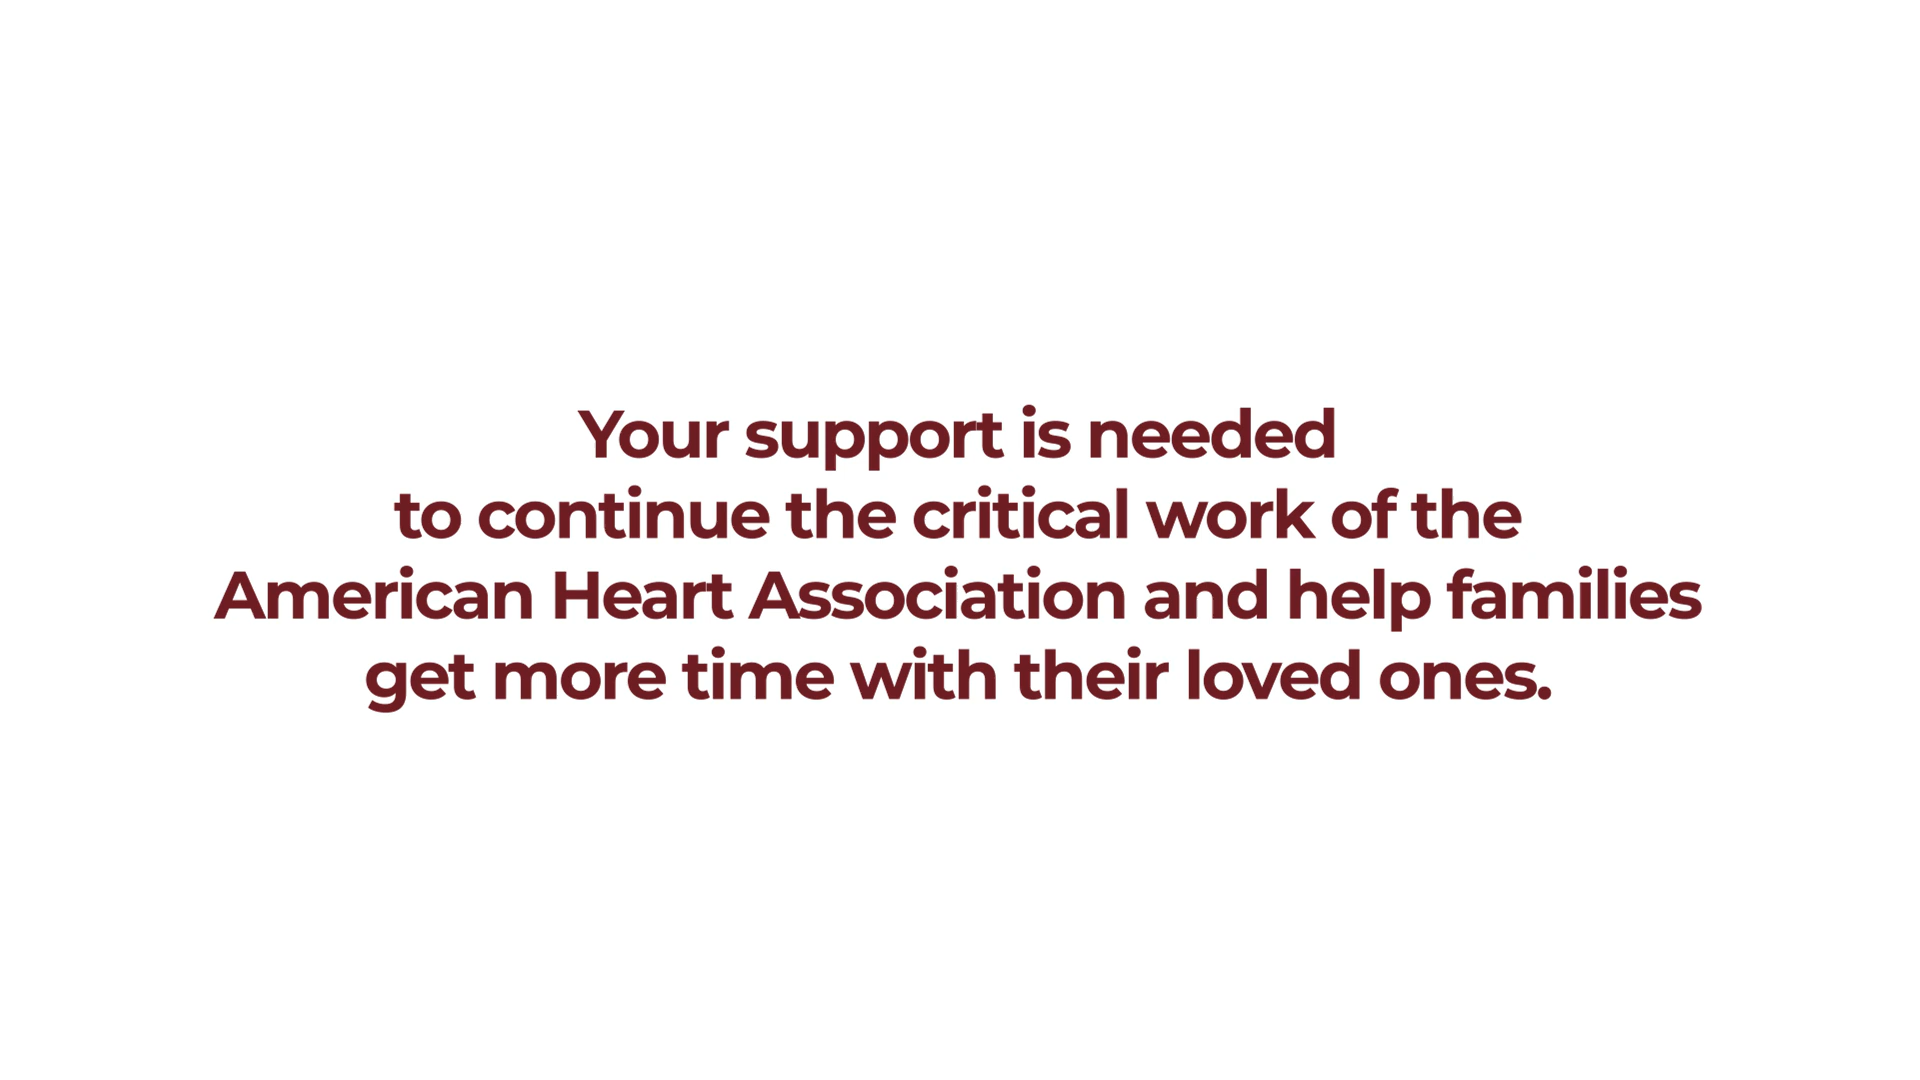 Your support is needed
to continue the critical work of the
American Heart Association and help families
get more time with their loved ones.